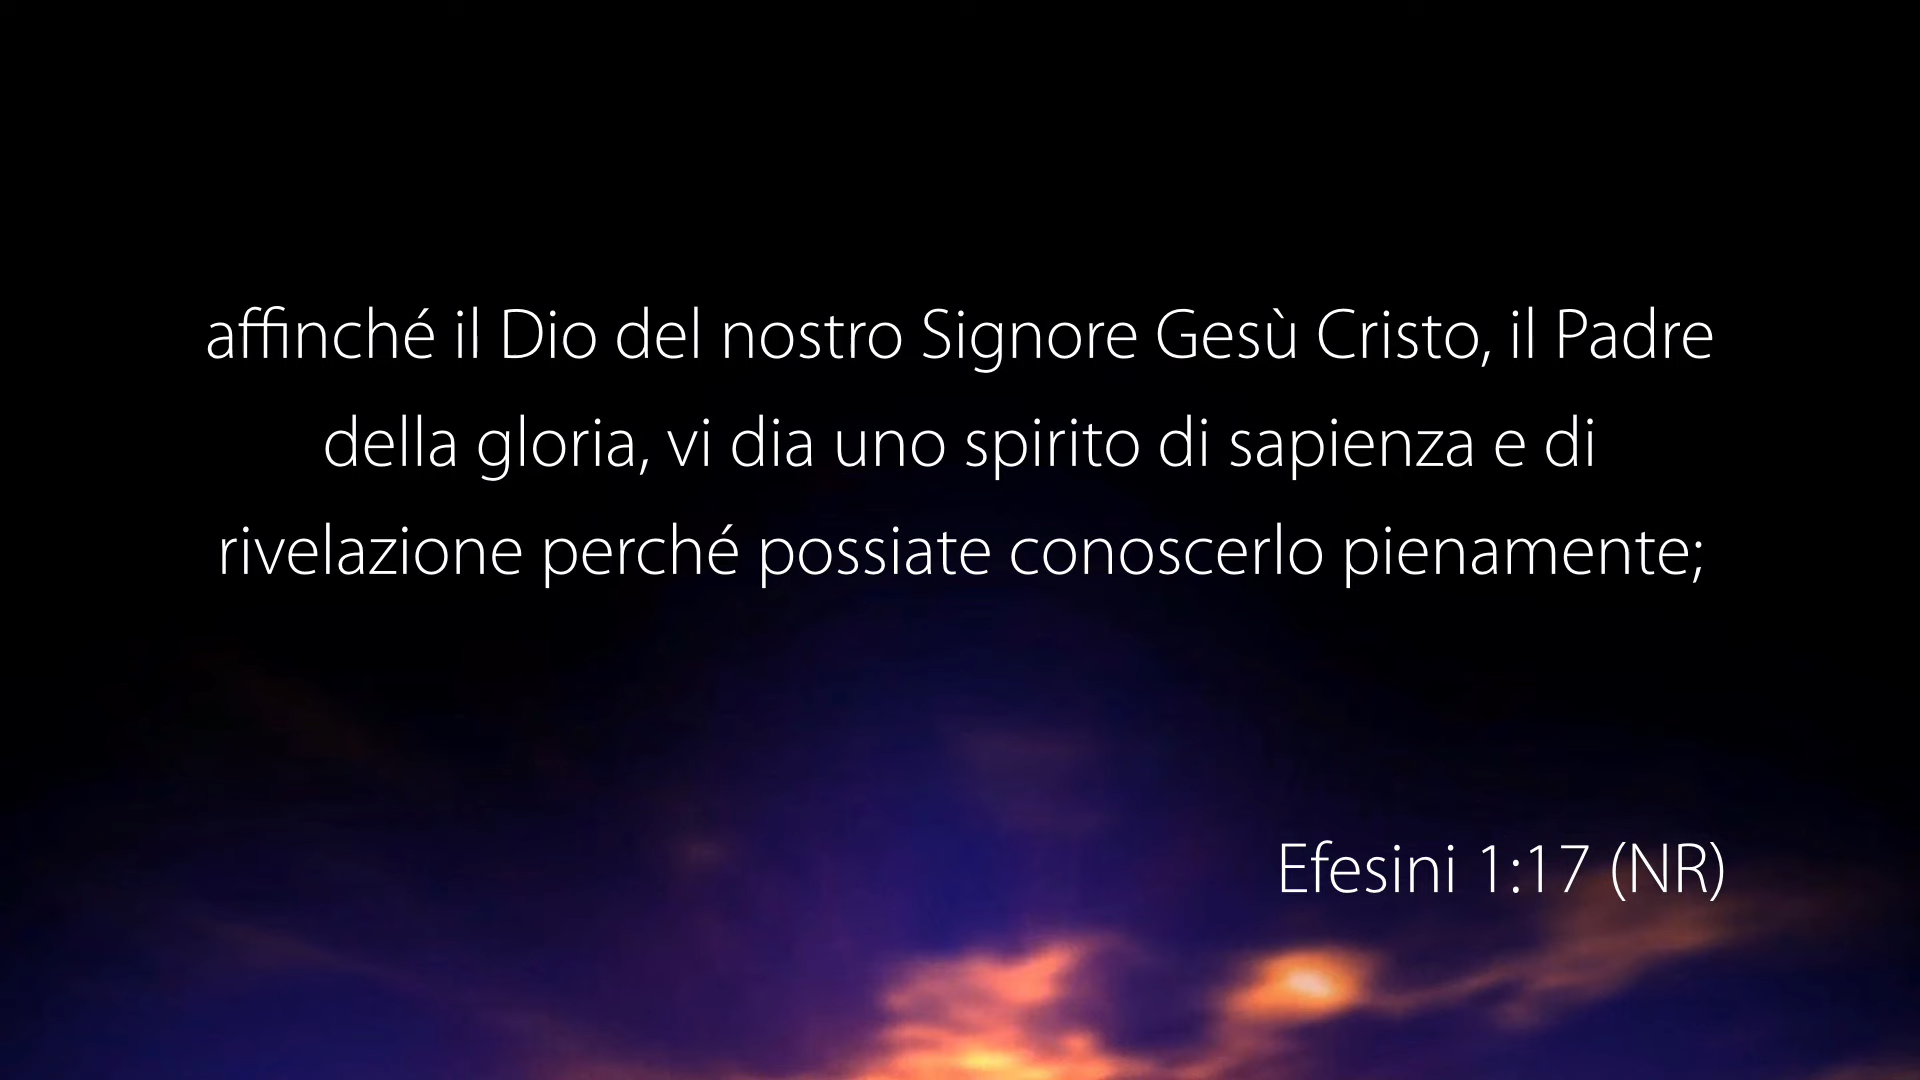 affinché il Dio del nostro Signore Gesù Cristo, il Padre
della gloria, vi dia uno spirito di sapienza e di
rivelazione perché possiate conoscerlo pienamente;
Efesini 1:17 (NR)